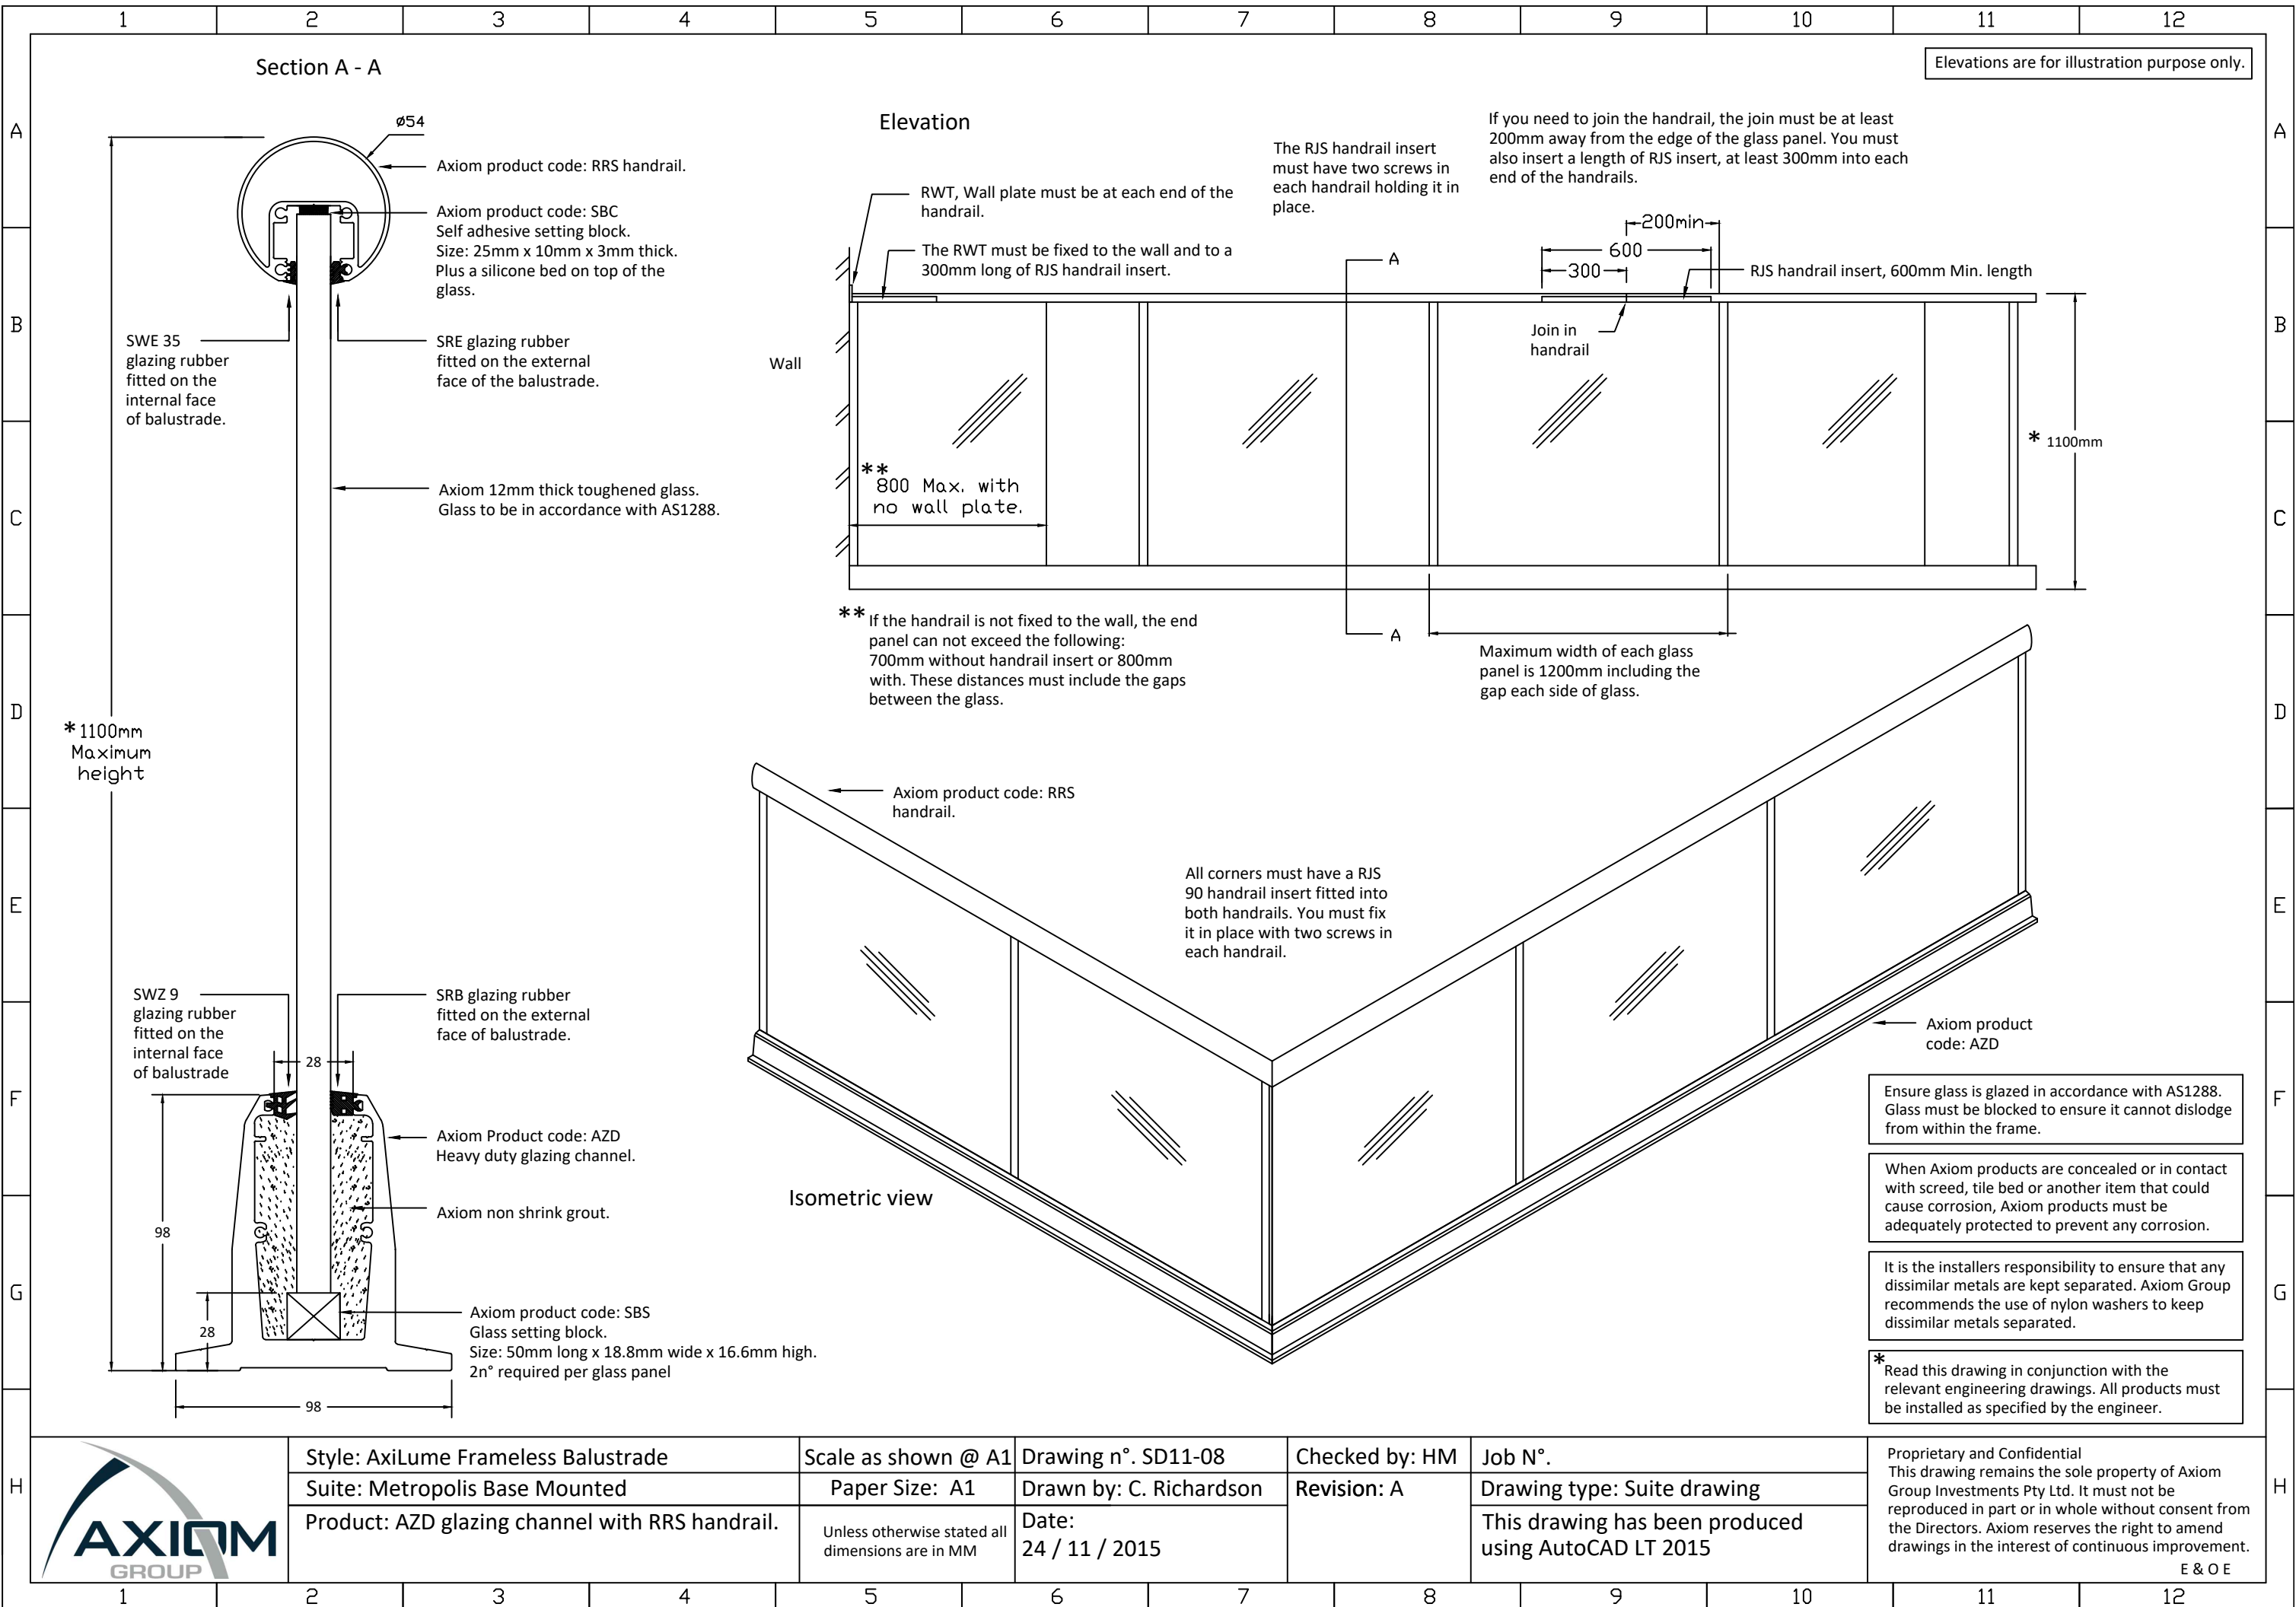 1 2 3 4 5 6 7 8 9 10 11 12
A
B
C
D
E
F
G
H
Section A - A
*1100mm
Maximum
height
ø54
Axiom product code: RRS handrail.
Axiom product code: SBC
Self adhesive setting block.
Size: 25mm x 10mm x 3mm thick.
Plus a silicone bed on top of the
glass.
SWE 35
glazing rubber
fitted on the
internal face
of balustrade.
SRE glazing rubber
fitted on the external
face of the balustrade.
Axiom 12mm thick toughened glass.
Glass to be in accordance with AS1288.
SWZ 9
glazing rubber
fitted on the
internal face
of balustrade
SRB glazing rubber
fitted on the external
face of balustrade.
28
Axiom Product code: AZD
Heavy duty glazing channel.
Axiom non shrink grout.
98
28
Axiom product code: SBS
Glass setting block.
Size: 50mm long x 18.8mm wide x 16.6mm high.
2n° required per glass panel
98
Elevation
Elevations are for illustration purpose only.
RWT, Wall plate must be at each end of the
handrail.
The RWT must be fixed to the wall and to a
300mm long of RJS handrail insert.
The RJS handrail insert
must have two screws in
each handrail holding it in
place.
If you need to join the handrail, the join must be at least
200mm away from the edge of the glass panel. You must
also insert a length of RJS insert, at least 300mm into each
end of the handrails.
A
200min
600
300
RJS handrail insert, 600mm Min. length
Join in
handrail
Wall
* 1100mm
**
800 Max. with
no wall plate.
A
** If the handrail is not fixed to the wall, the end
panel can not exceed the following:
700mm without handrail insert or 800mm
with. These distances must include the gaps
between the glass.
Maximum width of each glass
panel is 1200mm including the
gap each side of glass.
Axiom product code: RRS
handrail.
All corners must have a RJS
90 handrail insert fitted into
both handrails. You must fix
it in place with two screws in
each handrail.
Axiom product
code: AZD
Isometric view
Ensure glass is glazed in accordance with AS1288.
Glass must be blocked to ensure it cannot dislodge
from within the frame.
When Axiom products are concealed or in contact
with screed, tile bed or another item that could
cause corrosion, Axiom products must be
adequately protected to prevent any corrosion.
It is the installers responsibility to ensure that any
dissimilar metals are kept separated. Axiom Group
recommends the use of nylon washers to keep
dissimilar metals separated.
*Read this drawing in conjunction with the
relevant engineering drawings. All products must
be installed as specified by the engineer.
AXIOM
GROUP
Style: AxiLume Frameless Balustrade
Suite: Metropolis Base Mounted
Product: AZD glazing channel with RRS handrail.
Scale as shown @ A1
Paper Size: A1
Unless otherwise stated all
dimensions are in MM
Drawing n°. SD11-08
Drawn by: C. Richardson
Date:
24 / 11 / 2015
Checked by: HM
Revision: A
Job N°.
Drawing type: Suite drawing
This drawing has been produced
using AutoCAD LT 2015
Proprietary and Confidential
This drawing remains the sole property of Axiom
Group Investments Pty Ltd. It must not be
reproduced in part or in whole without consent from
the Directors. Axiom reserves the right to amend
drawings in the interest of continuous improvement.
E & O E
A
B
C
D
E
F
G
H
1 2 3 4 5 6 7 8 9 10 11 12